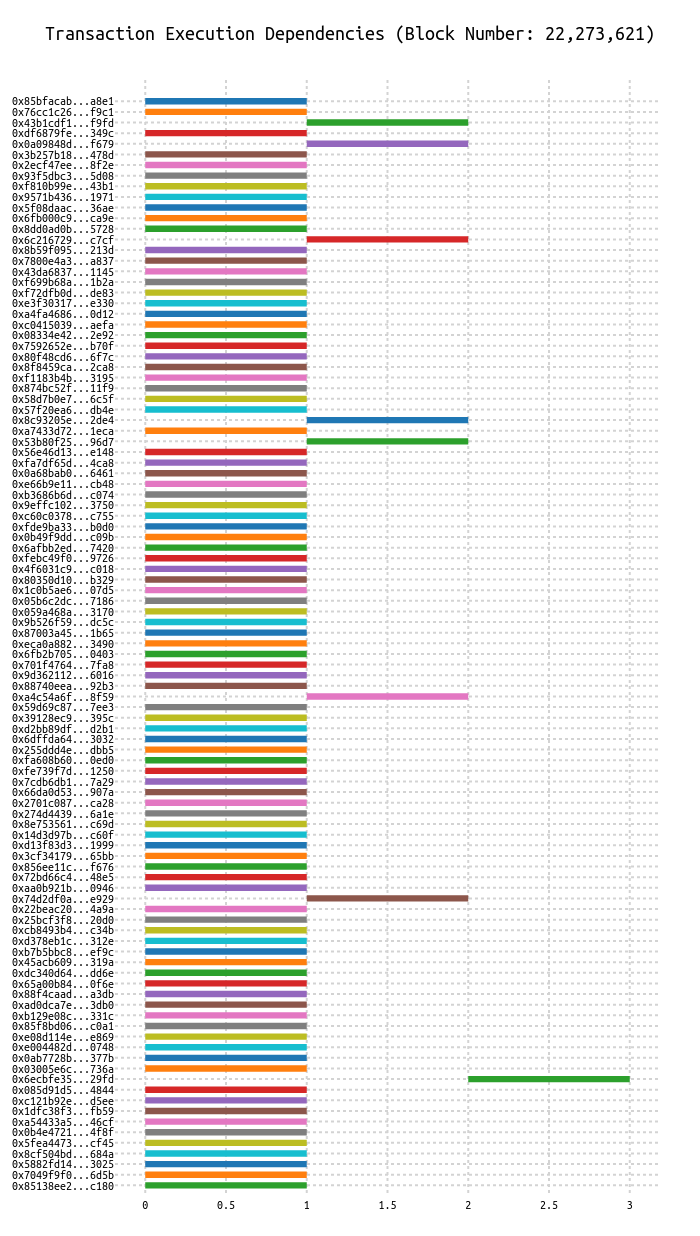 Transaction Execution Dependencies (Block Number: 22,273,621)
0x85bfacab...a8e1
0x76cc1c26...f9c1
0x43b1cdf1...f9fd
0xdf6879fe...349c
0x0a09848d...f679
0x3b257b18...478d
0x2ecf47ee...8f2e
0x93f5dbc3...5d08
0xf810b99e...43b1
0x9571b436...1971
0x5f08daac...36ae
0x6fb000c9...ca9e
0x8dd0ad0b...5728
0x6c216729...c7cf
0x8b59f095...213d
0x7800e4a3...a837
0x43da6837...1145
0xf699b68a...1b2a
0xf72dfb0d...de83
0xe3f30317...e330
0xa4fa4686...0d12
0xc0415039...aefa
0x08334e42...2e92
0x7592652e...b70f
0x80f48cd6...6f7c
0x8f8459ca...2ca8
0xf1183b4b...3195
0x874bc52f...11f9
0x58d7b0e7...6c5f
0x57f20ea6...db4e
0x8c93205e...2de4
0xa7433d72...1eca
0x53b80f25...96d7
0x56e46d13...e148
0xfa7df65d...4ca8
0x0a68bab0...6461
0xe66b9e11...cb48
0xb3686b6d...c074
0x9effc102...3750
0xc60c0378...c755
0xfde9ba33...b0d0
0x0b49f9dd...c09b
0x6afbb2ed...7420
0xfebc49f0...9726
0x4f6031c9...c018
0x80350d10...b329
0x1c0b5ae6...07d5
0x05b6c2dc...7186
0x059a468a...3170
0x9b526f59...dc5c
0x87003a45...1b65
0xeca0a882...3490
0x6fb2b705...0403
0x701f4764...7fa8
0x9d362112...6016
0x88740eea...92b3
0xa4c54a6f...8f59
0x59d69c87...7ee3
0x39128ec9...395c
0xd2bb89df...d2b1
0x6dffda64...3032
0x255ddd4e...dbb5
0xfa608b60...0ed0
0xfe739f7d...1250
0x7cdb6db1...7a29
0x66da0d53...907a
0x2701c087...ca28
0x274d4439...6a1e
0x8e753561...c69d
0x14d3d97b...c60f
0xd13f83d3...1999
0x3cf34179...65bb
0x856ee11c...f676
0x72bd66c4...48e5
0xaa0b921b...0946
0x74d2df0a...e929
0x22beac20...4a9a
0x25bcf3f8...20d0
0xcb8493b4...c34b
0xd378eb1c...312e
0xb7b5bbc8...ef9c
0x45acb609...319a
0xdc340d64...dd6e
0x65a00b84...0f6e
0x88f4caad...a3db
0xad0dca7e...3db0
0xb129e08c...331c
0x85f8bd06...c0a1
0xe08d114e...e869
0xe004482d...0748
0x0ab7728b...377b
0x03005e6c...736a
0x6ecbfe35...29fd
0x085d91d5...4844
0xc121b92e...d5ee
0x1dfc38f3...fb59
0xa54433a5...46cf
0x0b4e4721...4f8f
0x5fea4473...cf45
0x8cf504bd...684a
0x5882fd14...3025
0x7049f9f0...6d5b
0x85138ee2...c180
0 0.5 1 1.5 2 2.5 3